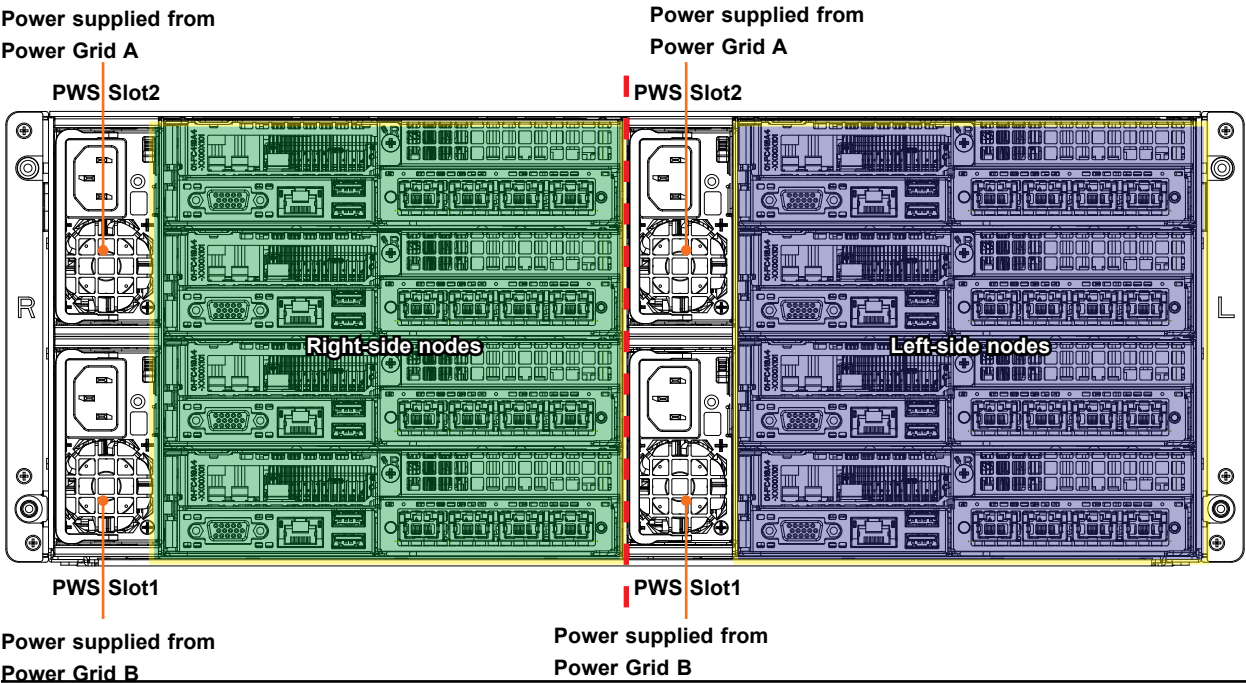 Power supplied from
Power Grid A
Power supplied from
Power Grid A
PWS Slot2
PWS Slot2
R
L
Right-side nodes
Left-side nodes
PWS Slot1
PWS Slot1
Power supplied from
Power Grid B
Power supplied from
Power Grid B